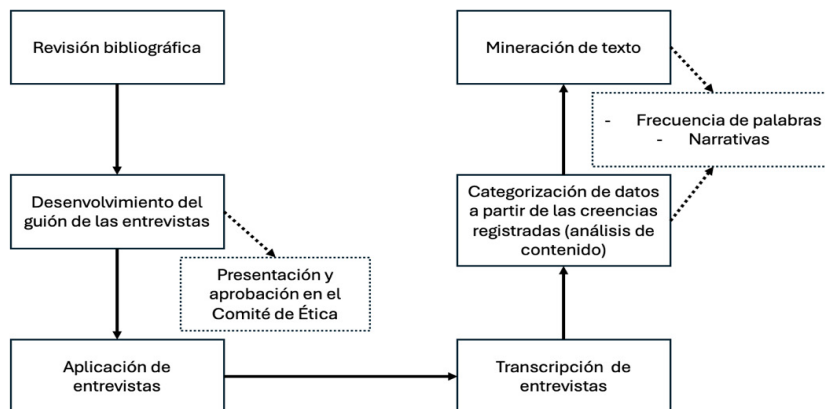 Revisión bibliográfica
Desenvolvimiento del
guión de las entrevistas
Presentación y
aprobación en el
Comité de Ética
Aplicación de
entrevistas
Transcripción de
entrevistas
Categorización de datos
a partir de las creencias
registradas (análisis de
contenido)
Mineración de texto
- Frecuencia de palabras
- Narrativas